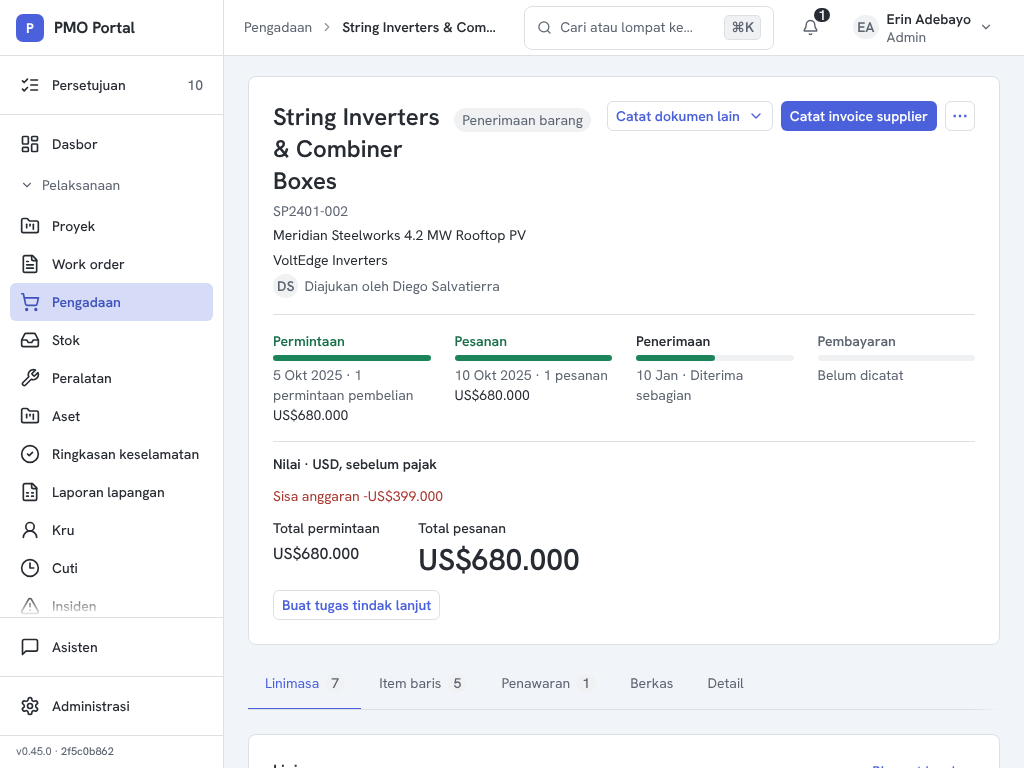 P PMO Portal
Pengadaan > String Inverters & Com...
Cari atau lompat ke... ⌘K
1
EA Erin Adebayo
Admin
Persetujuan 10
Dasbor
Pelaksanaan
Proyek
Work order
Pengadaan
Stok
Peralatan
Aset
Ringkasan keselamatan
Laporan lapangan
Kru
Cuti
Insiden
Asisten
Administrasi
v0.45.0 · 2f5c0b862
String Inverters
& Combiner
Boxes
Penerimaan barang
Catat dokumen lain
Catat invoice supplier
SP2401-002
Meridian Steelworks 4.2 MW Rooftop PV
VoltEdge Inverters
DS Diajukan oleh Diego Salvatierra
Permintaan
5 Okt 2025 · 1
permintaan pembelian
US$680.000
Pesanan
10 Okt 2025 · 1 pesanan
US$680.000
Penerimaan
10 Jan · Diterima
sebagian
Pembayaran
Belum dicatat
Nilai · USD, sebelum pajak
Sisa anggaran -US$399.000
Total permintaan
US$680.000
Total pesanan
US$680.000
Buat tugas tindak lanjut
Linimasa 7
Item baris 5
Penawaran 1
Berkas
Detail